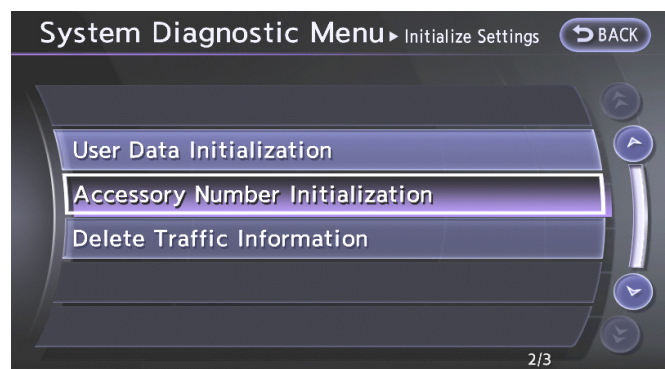 System Diagnostic Menu ▸ Initialize Settings BACK
User Data Initialization
Accessory Number Initialization
Delete Traffic Information
2/3